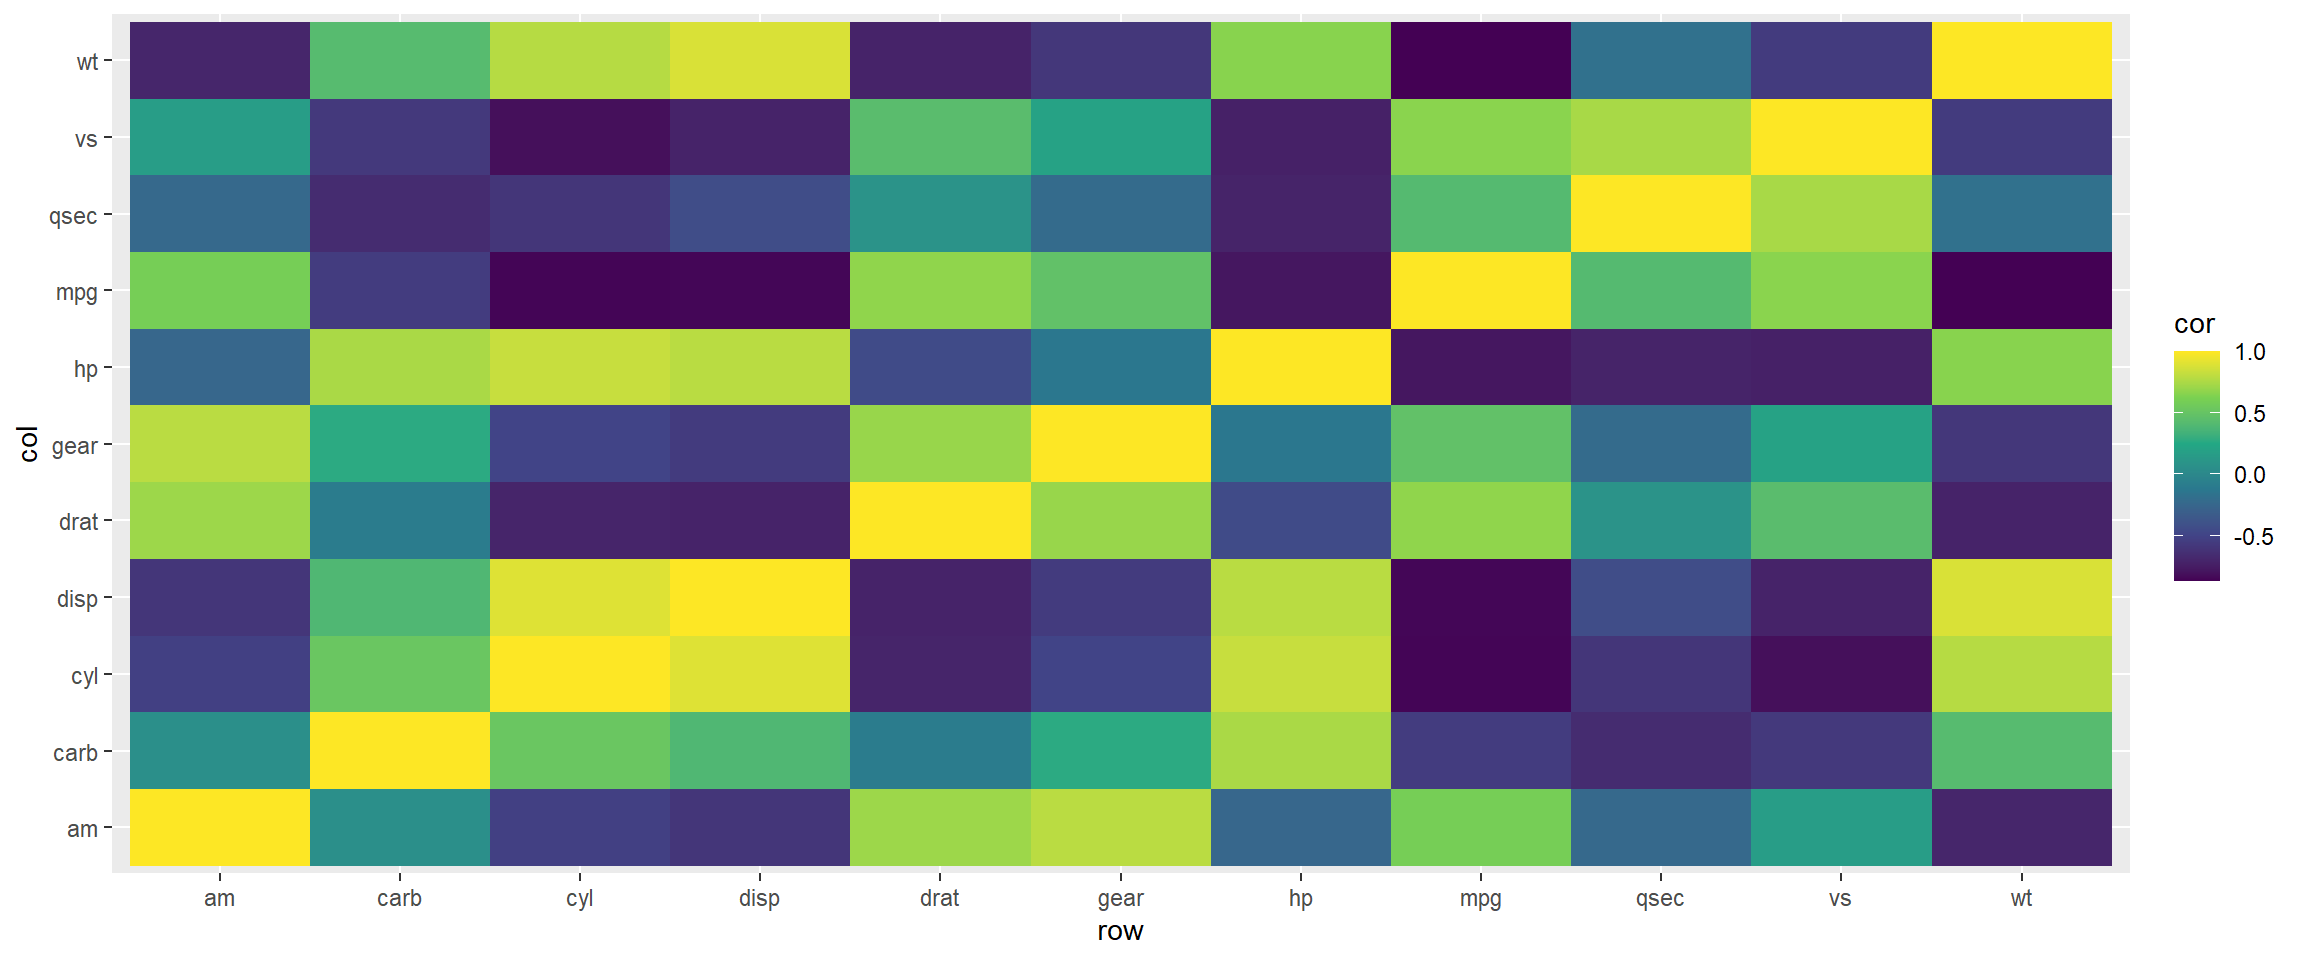 wt
vs
qsec
mpg
hp
gear
drat
disp
cyl
carb
am
col
am carb cyl disp drat gear hp mpg qsec vs wt
row
cor
1.0
0.5
0.0
-0.5